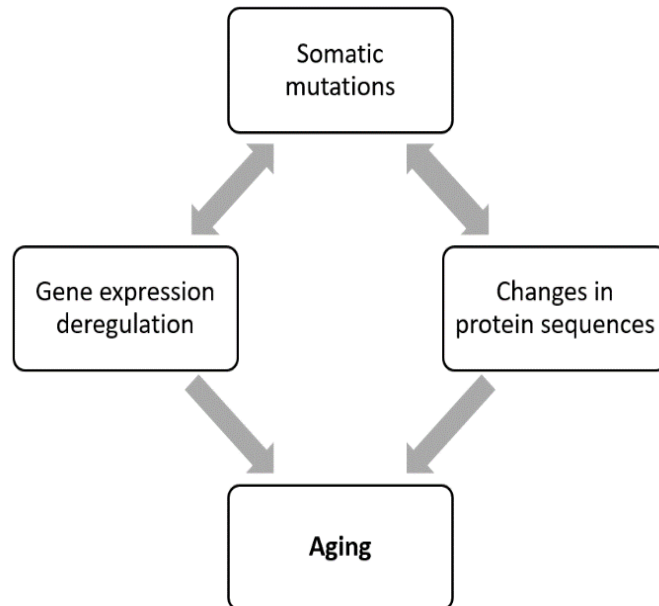 Somatic
mutations
Gene expression
deregulation
Changes in
protein sequences
Aging